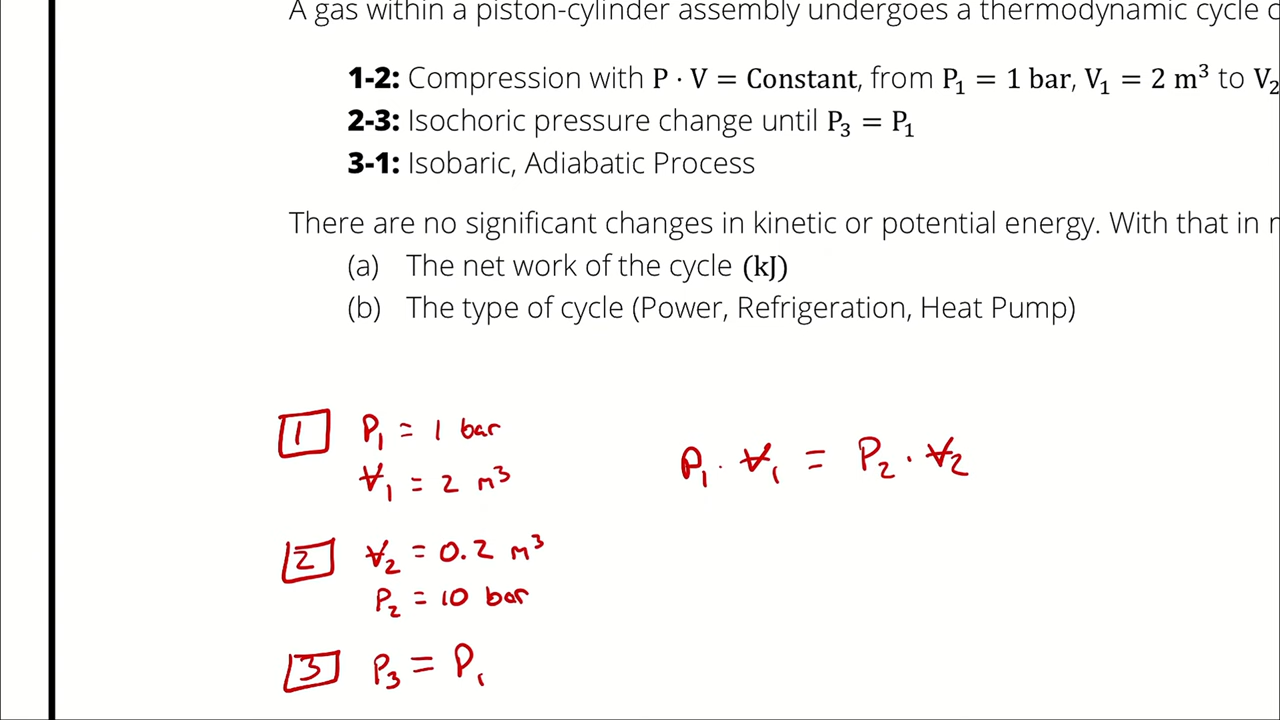 A gas within a piston-cylinder assembly undergoes a thermodynamic cycle
1-2: Compression with P · V = Constant, from P₁ = 1 bar, V₁ = 2 m³ to V₂
2-3: Isochoric pressure change until P₃ = P₁
3-1: Isobaric, Adiabatic Process
There are no significant changes in kinetic or potential energy. With that in
(a) The net work of the cycle (kJ)
(b) The type of cycle (Power, Refrigeration, Heat Pump)
1 P₁ = 1 bar
V₁ = 2 m³
P₁ · V₁ = P₂ · V₂
2 V₂ = 0.2 m³
P₂ = 10 bar
3 P₃ = P₁